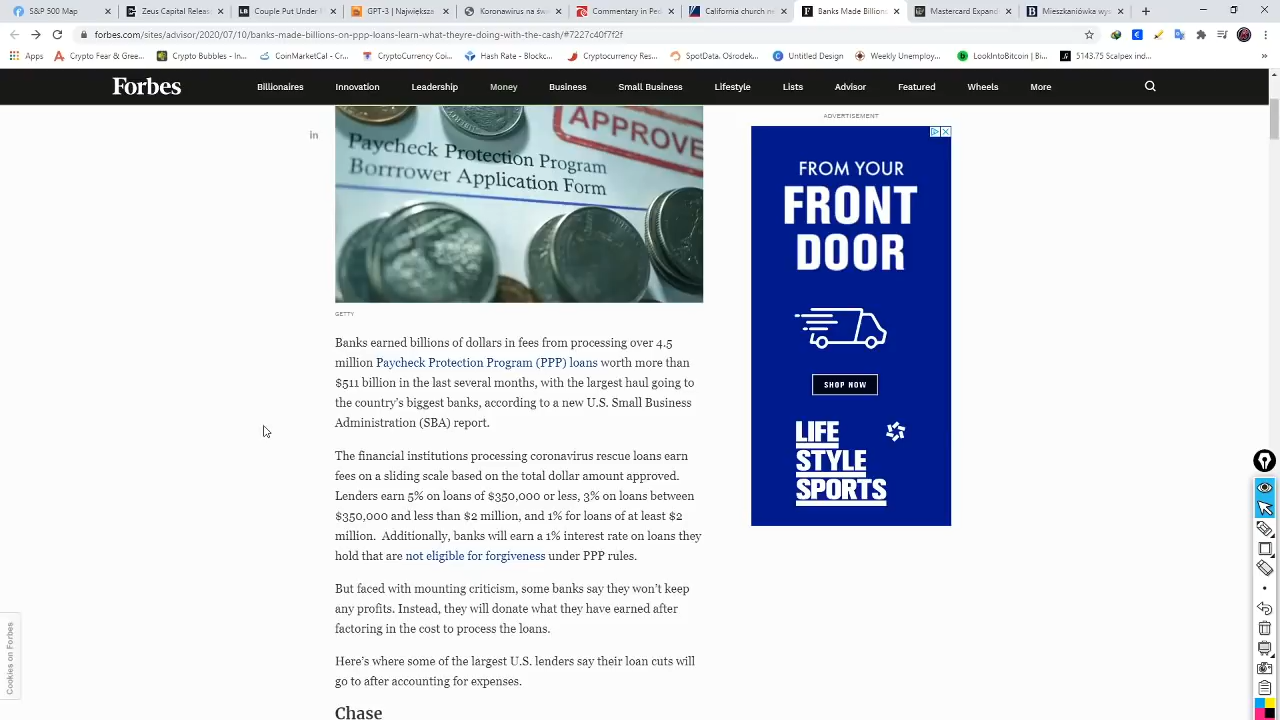 S&P 500 Map
Zeus Capital Releas
Couple Put Under
GPT-3 | Największa
Koronawirus na św
Commentary in Pe
California church n
Banks Made Billion
Mastercard Expand
Mieszkaniówka wy
forbes.com/sites/advisor/2020/07/10/banks-made-billions-on-ppp-loans-learn-what-theyre-doing-with-the-cash/#7227c40f7f2f
Apps
Crypto Fear & Gree...
Crypto Bubbles - In...
CoinMarketCal - Cr...
CryptoCurrency do...
Hash Rate - Blockc...
Cryptocurrency Res...
SpotData. Ośrodek...
Untitled Design
Weekly Unemploy...
LookIntoBitcoin | Bi...
5143.75 Scalpex ind...
Forbes
Billionaires
Innovation
Leadership
Money
Business
Small Business
Lifestyle
Lists
Advisor
Featured
Wheels
More
in
APPROVE
Paycheck Protection Program
Borrrower Application Form
GETTY
Banks earned billions of dollars in fees from processing over 4.5
million Paycheck Protection Program (PPP) loans worth more than
$511 billion in the last several months, with the largest haul going to
the country's biggest banks, according to a new U.S. Small Business
Administration (SBA) report.
The financial institutions processing coronavirus rescue loans earn
fees on a sliding scale based on the total dollar amount approved.
Lenders earn 5% on loans of $350,000 or less, 3% on loans between
$350,000 and less than $2 million, and 1% for loans of at least $2
million. Additionally, banks will earn a 1% interest rate on loans they
hold that are not eligible for forgiveness under PPP rules.
But faced with mounting criticism, some banks say they won't keep
any profits. Instead, they will donate what they have earned after
factoring in the cost to process the loans.
Here's where some of the largest U.S. lenders say their loan cuts will
go to after accounting for expenses.
Chase
ADVERTISEMENT
FROM YOUR
FRONT
DOOR
SHOP NOW
LIFE
STYLE
SPORTS
Cookies on Forbes